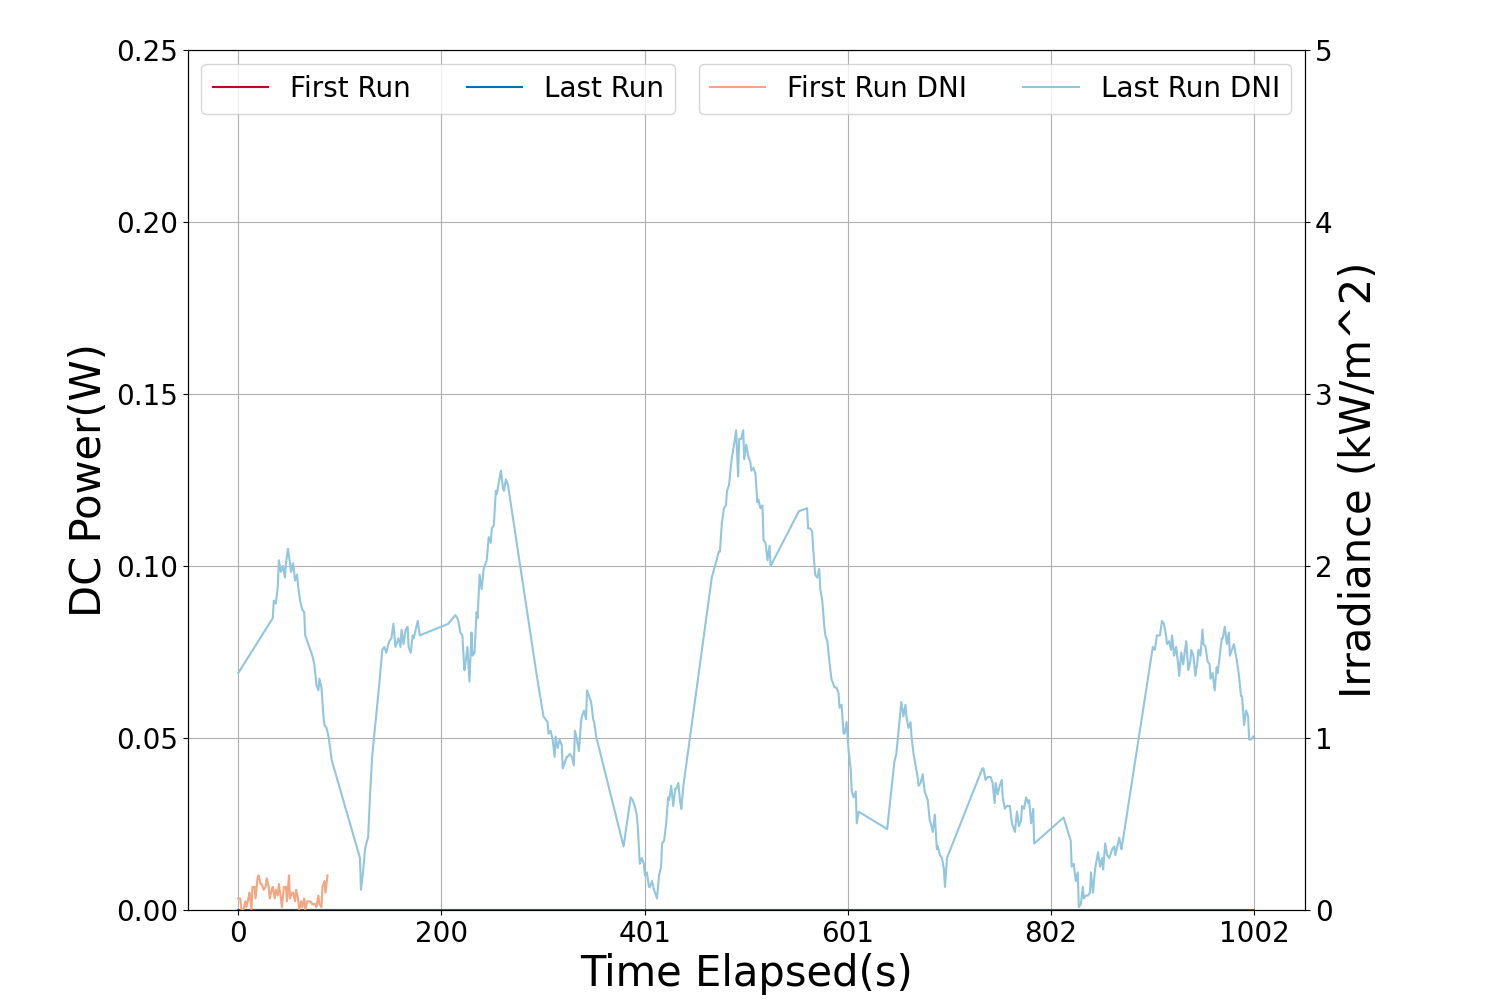 First Run
Last Run
First Run DNI
Last Run DNI
DC Power(W)
0.25
0.20
0.15
0.10
0.05
0.00
5
4
3
2
1
0
Irradiance (kW/m^2)
0
200
401
601
802
1002
Time Elapsed(s)